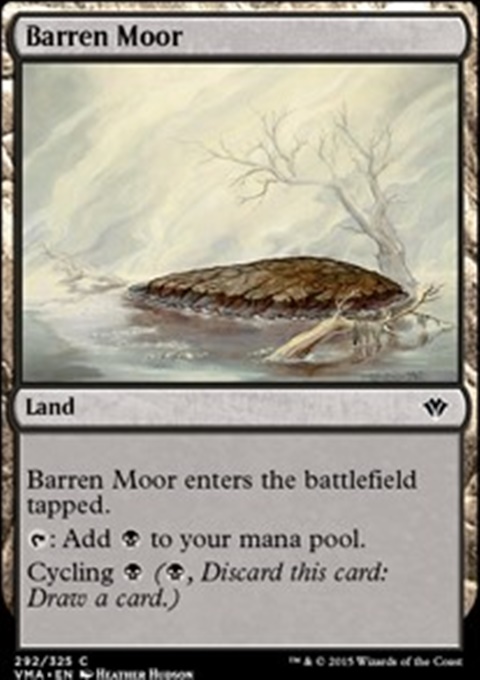 Barren Moor
Land
Barren Moor enters the battlefield
tapped.
: Add to your mana pool.
Cycling (, Discard this card:
Draw a card.)
292/325 C
VMA • EN Heather Hudson
™ & © 2015 Wizards of the Coast